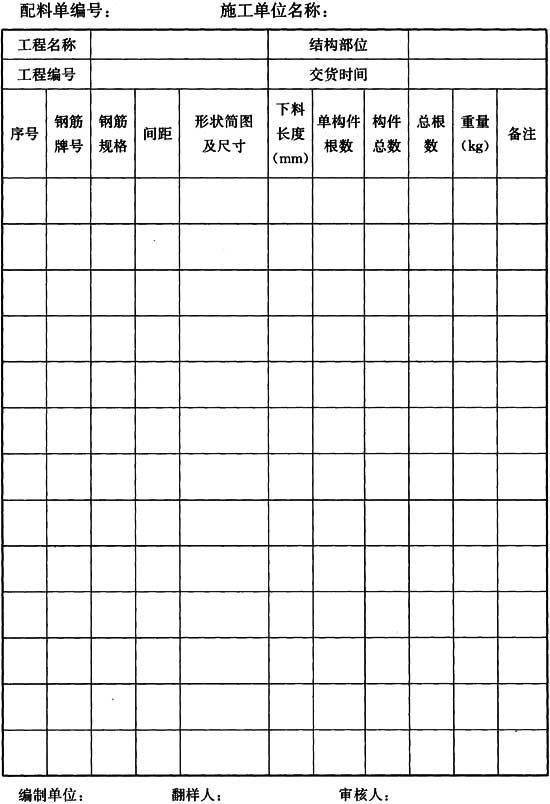 配料单编号： 施工单位名称：
工程名称 结构部位
工程编号 交货时间
序号 钢筋牌号 钢筋规格 间距 形状简图及尺寸 下料长度（mm） 单构件根数 构件总数 总根数 重量（kg） 备注
编制单位： 翻样人： 审核人：